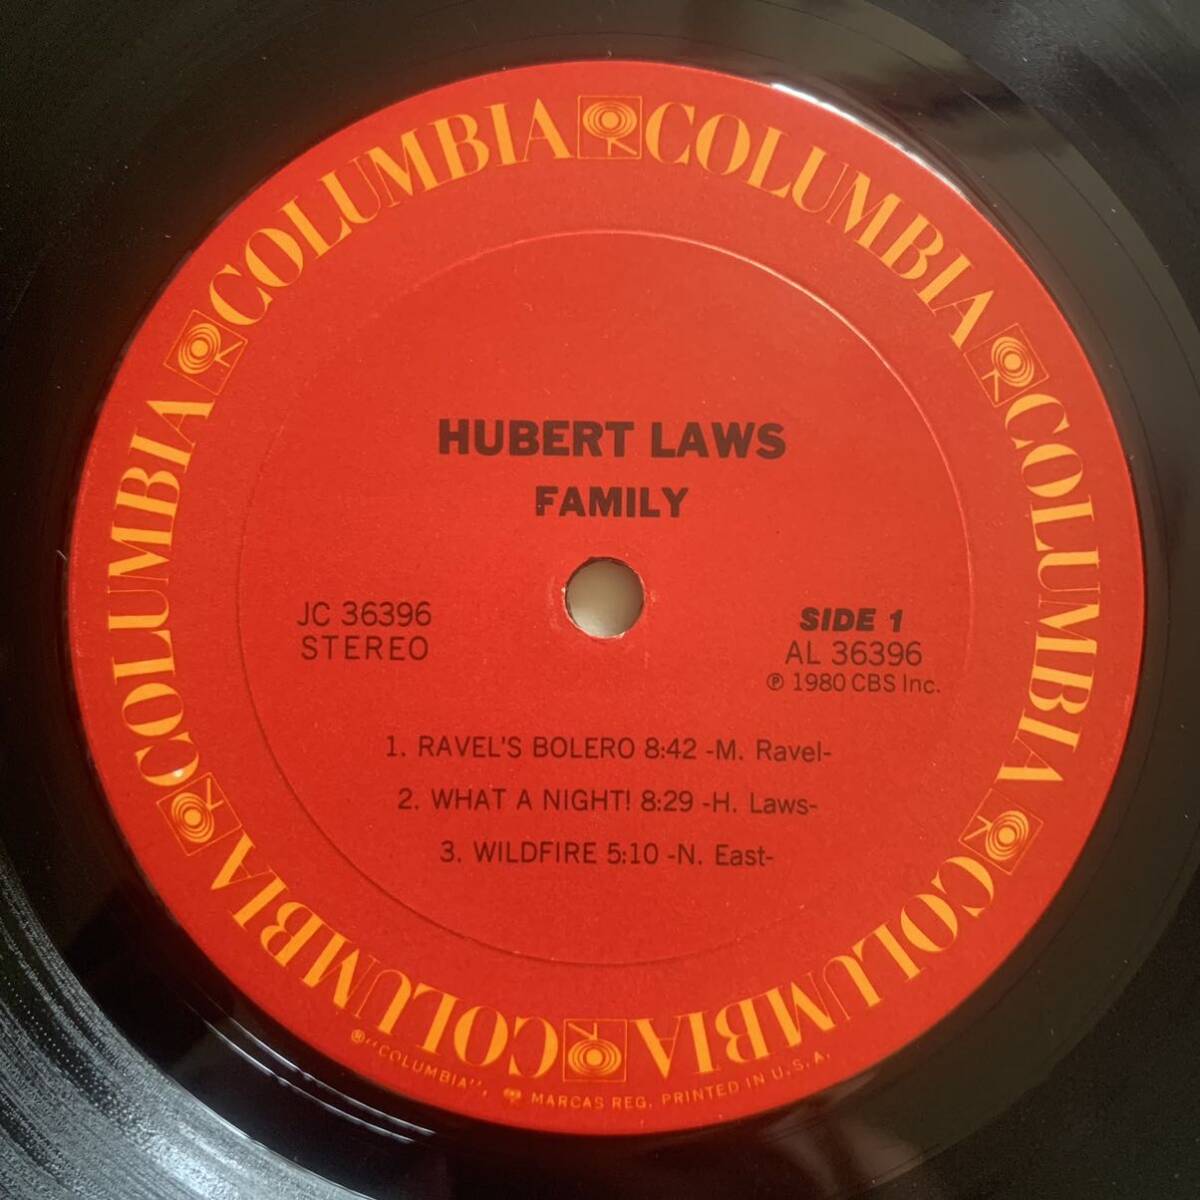 COLUMBIA COLUMBIA COLUMBIA COLUMBIA COLUMBIA COLUMBIA
HUBERT LAWS
FAMILY
JC 36396
STEREO
SIDE 1
AL 36396
℗ 1980 CBS Inc.
1. RAVEL'S BOLERO 8:42 -M. Ravel-
2. WHAT A NIGHT! 8:29 -H. Laws-
3. WILDFIRE 5:10 -N. East-
®"COLUMBIA", MARCAS REG. PRINTED IN U.S.A.